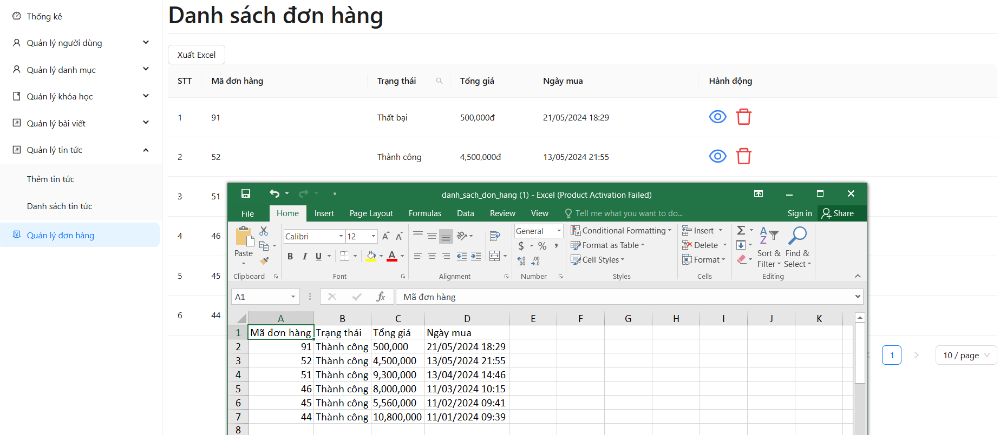 Thống kê
Quản lý người dùng
Quản lý danh mục
Quản lý khóa học
Quản lý bài viết
Quản lý tin tức
Thêm tin tức
Danh sách tin tức
Quản lý đơn hàng
Danh sách đơn hàng
Xuất Excel
STT Mã đơn hàng Trạng thái Tổng giá Ngày mua Hành động
1 91 Thất bại 500,000đ 21/05/2024 18:29
2 52 Thành công 4,500,000đ 13/05/2024 21:55
3 51
4 46
5 45
6 44
danh_sach_don_hang (1) - Excel (Product Activation Failed)
File Home Insert Page Layout Formulas Data Review View Tell me what you want to do... Sign in Share
Paste
Clipboard
Calibri 12
B I U A
Font
Alignment
General
$ % ,
Number
Conditional Formatting
Format as Table
Cell Styles
Styles
Insert
Delete
Format
Cells
Sort & Filter
Find & Select
Editing
A1 fx Mã đơn hàng
A B C D E F G H I J K
1 Mã đơn hàng Trạng thái Tổng giá Ngày mua
2 91 Thành công 500,000 21/05/2024 18:29
3 52 Thành công 4,500,000 13/05/2024 21:55
4 51 Thành công 9,300,000 13/04/2024 14:46
5 46 Thành công 8,000,000 11/03/2024 10:15
6 45 Thành công 5,560,000 11/02/2024 09:41
7 44 Thành công 10,800,000 11/01/2024 09:39
8
1 10 / page